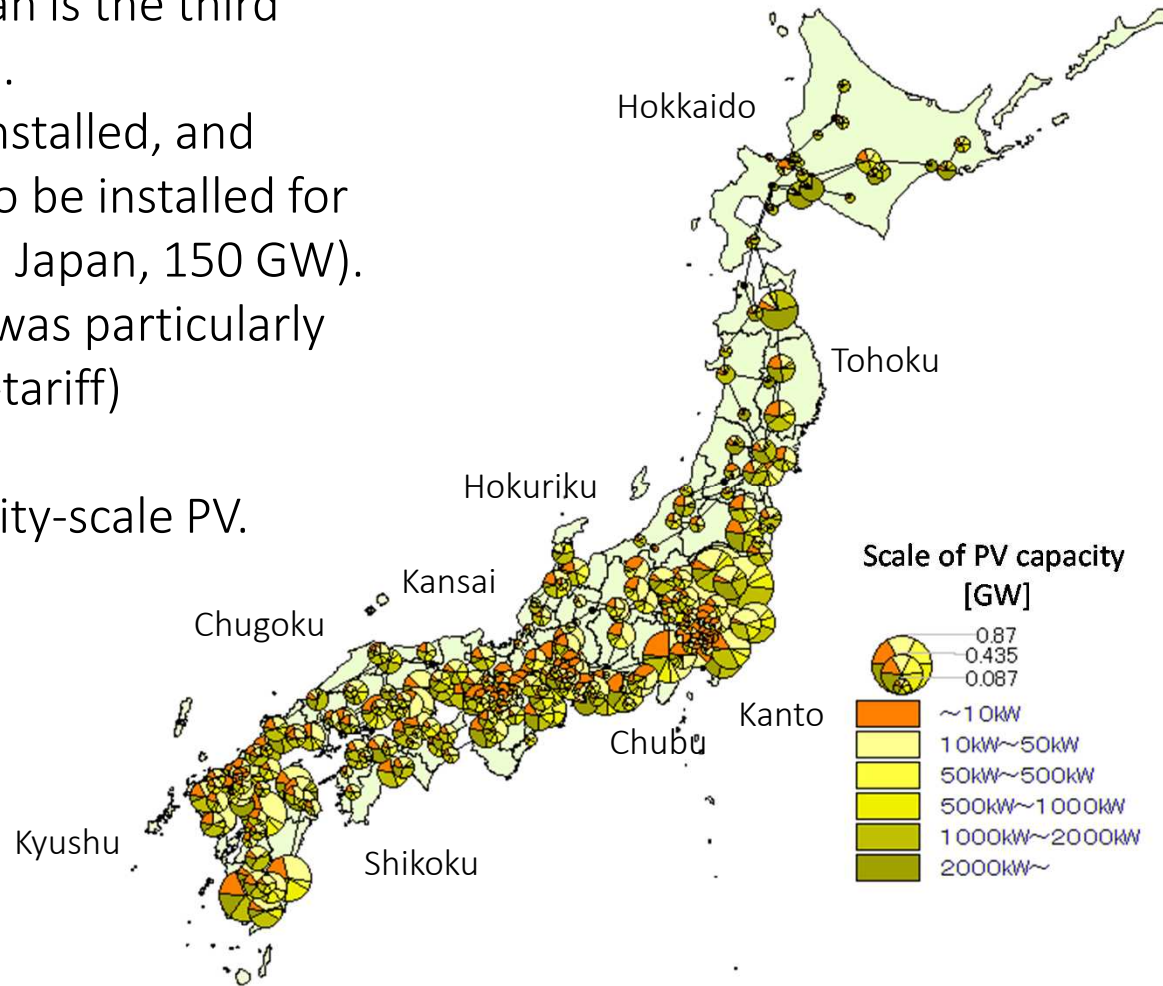 an is the third
.
nstalled, and
o be installed for
Japan, 150 GW).
was particularly
tariff)
ity-scale PV.
Hokkaido
Tohoku
Hokuriku
Kansai
Chugoku
Kanto
Chubu
Kyushu
Shikoku
Scale of PV capacity
[GW]
0.87
0.435
0.087
~10kW
10kW~50kW
50kW~500kW
500kW~1000kW
1000kW~2000kW
2000kW~